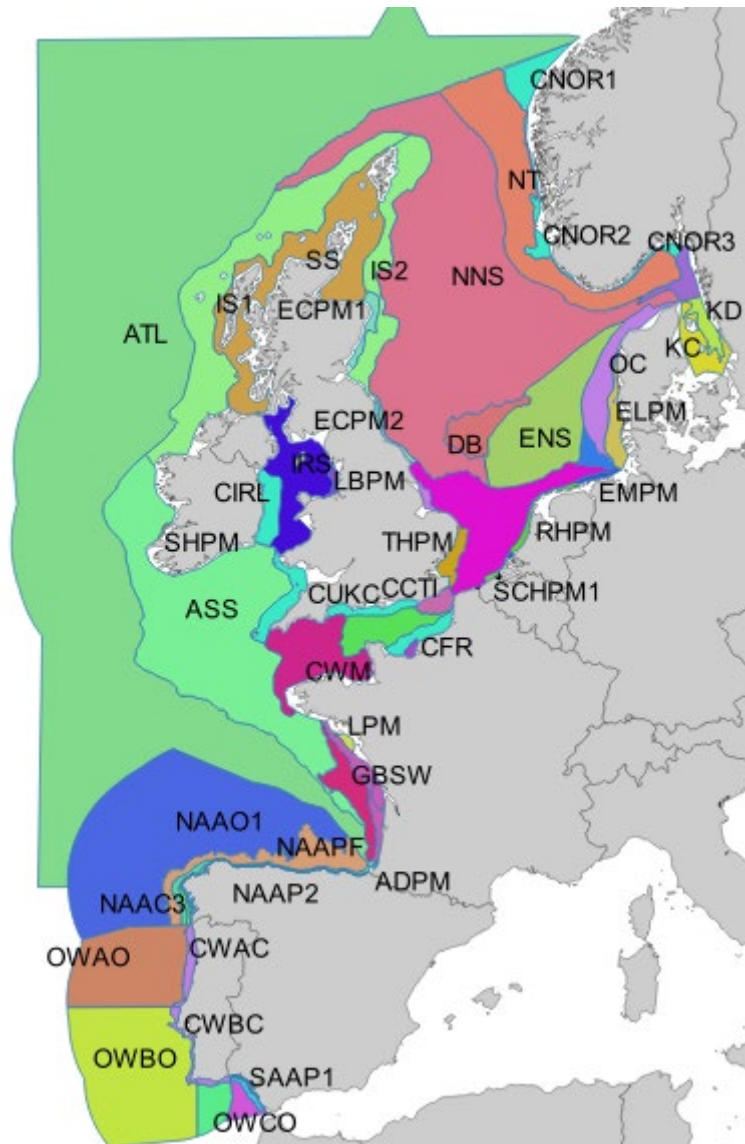 CNOR1
NT
CNOR2
CNOR3
SS
IS2
NNS
IS1
ECPM1
KD
ATL
KC
OC
ECPM2
ELPM
DB
ENS
IRS
LBPM
CIRL
EMPM
SHPM
THPM
RHPM
SCHPM1
CUKC
CCTI
ASS
CFR
CWM
LPM
GBSW
NAAO1
NAAPF
ADPM
NAAC3
NAAP2
OWAO
CWAC
CWBC
OWBO
SAAP1
OWCO